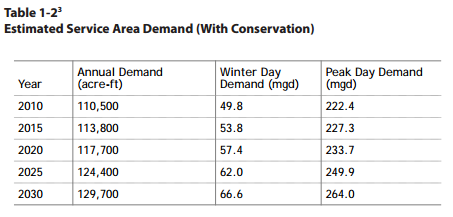 Table 1-2³
Estimated Service Area Demand (With Conservation)
Year Annual Demand (acre-ft) Winter Day Demand (mgd) Peak Day Demand (mgd)
2010 110,500 49.8 222.4
2015 113,800 53.8 227.3
2020 117,700 57.4 233.7
2025 124,400 62.0 249.9
2030 129,700 66.6 264.0